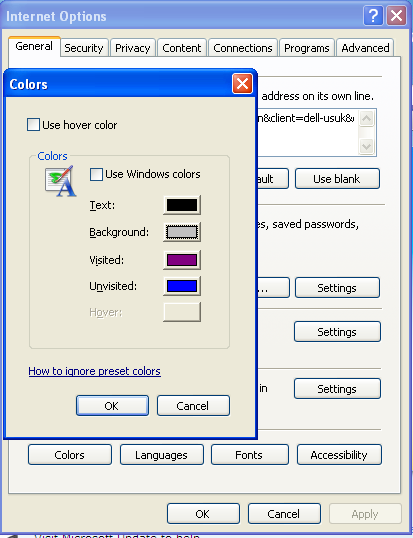 Internet Options
General Security Privacy Content Connections Programs Advanced
Colors
address on its own line.
Use hover color
n&client=dell-usuk&
Colors
Use Windows colors
ault Use blank
Text:
es, saved passwords,
Background:
Visited:
Unvisited:
... Settings
Hover:
Settings
How to ignore preset colors
in Settings
OK Cancel
Colors Languages Fonts Accessibility
OK Cancel Apply
Visit Microsoft Update to help